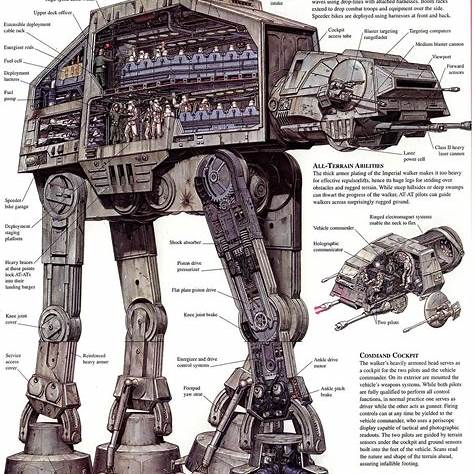 waves using drop-lines with attached harnesses. Boom racks
extend to drop combat troops and equipment over the side.
Speeder bikes are deployed using harnesses at front and back.
Upper deck officer
Extensible deployment
cable rack
Energizer rods
Fuel cell
Deployment
harness
Fuel
pump
Speeder
bike garage
Deployment
staging
platform
Heavy braces
at these points
lock AT-ATs
into their
landing barge
Knee joint
cover
Service
access
cover
Reinforced
heavy armor
Cockpit
access tube
Blaster targeting
rangefinder
Targeting computers
Medium blaster cannon
Viewport
Forward
sensors
Class II heavy
laser cannon
Laser
power cell
ALL-TERRAIN ABILITIES
The thick armor plating of the Imperial walker makes it too heavy
for effective repulsorlifts, hence its huge legs for striding over
obstacles and rugged terrain. While steep hillsides or deep swamps
can thwart the progress of the walker, AT-AT pilots can guide
walkers across surprisingly rugged ground.
Shock absorber
Piston drive
pressurizer
Flat plate piston drive
Knee joint brake
Energizer and drive
control systems
Footpad
yaw strut
Ankle drive
motor
Ankle pitch
brake
Ringed electromagnet systems
enable the neck to flex
Vehicle commander
Holographic
communicator
Two pilots
COMMAND COCKPIT
The walker's heavily armored head serves as a
cockpit for the two pilots and the vehicle
commander. On its exterior are mounted the
vehicle's weapons systems. While both pilots
are fully qualified to perform all control
functions, in normal practice one serves as
driver while the other acts as gunner. Firing
controls can at any time be yielded to the
vehicle commander, who uses a periscope
display capable of tactical and photographic
readouts. The two pilots are guided by terrain
sensors under the cockpit and ground sensors
built into the feet of the vehicle. Scans read
the nature and shape of the terrain ahead,
assuring infallible footing.